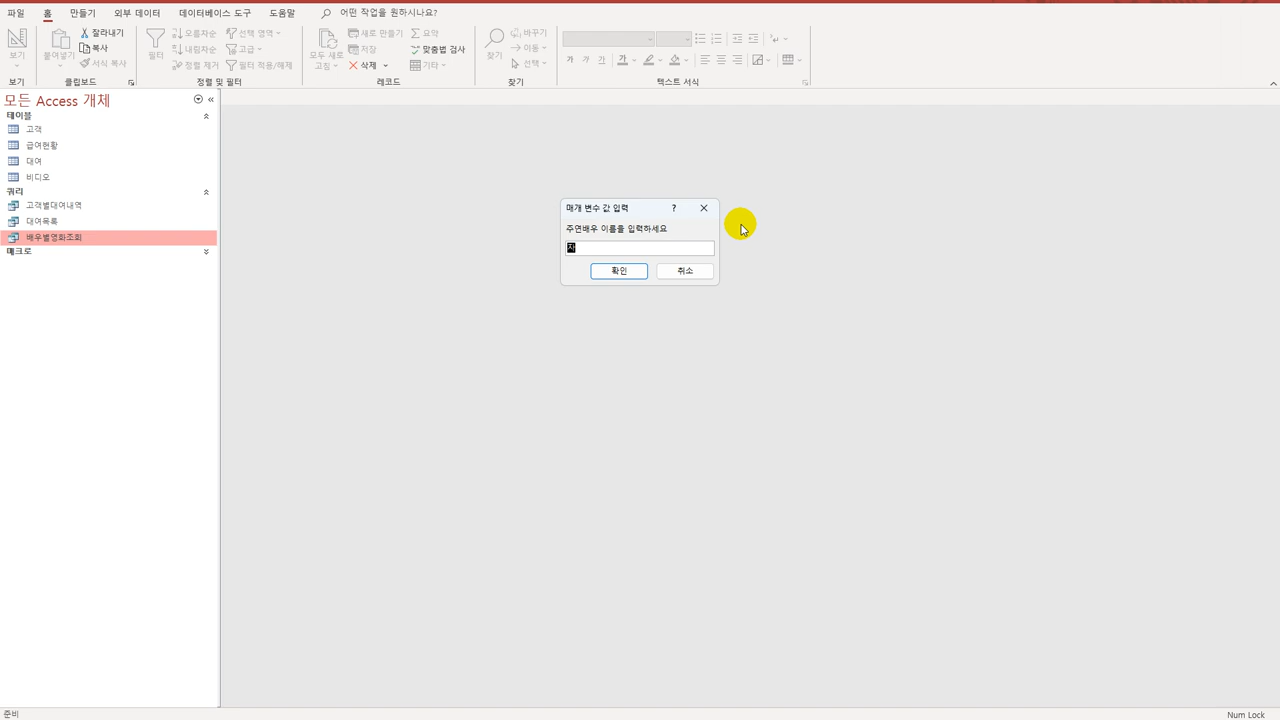 파일 홈 만들기 외부 데이터 데이터베이스 도구 도움말 어떤 작업을 원하시나요?
보기 붙여넣기 잘라내기 복사 서식 복사
필터 오름차순 내림차순 정렬 제거 선택 영역 고급 필터 적용/해제
모두 새로 고침 새로 만들기 저장 삭제 요약 맞춤법 검사 기타
찾기 바꾸기 이동 선택
가 가 가 가
보기 클립보드 정렬 및 필터 레코드 찾기 텍스트 서식
모든 Access 개체
테이블
고객
급여현황
대여
비디오
쿼리
고객별대여내역
대여목록
배우별영화조회
매크로
매개 변수 값 입력 ?
주연배우 이름을 입력하세요
확인 취소
준비 Num Lock